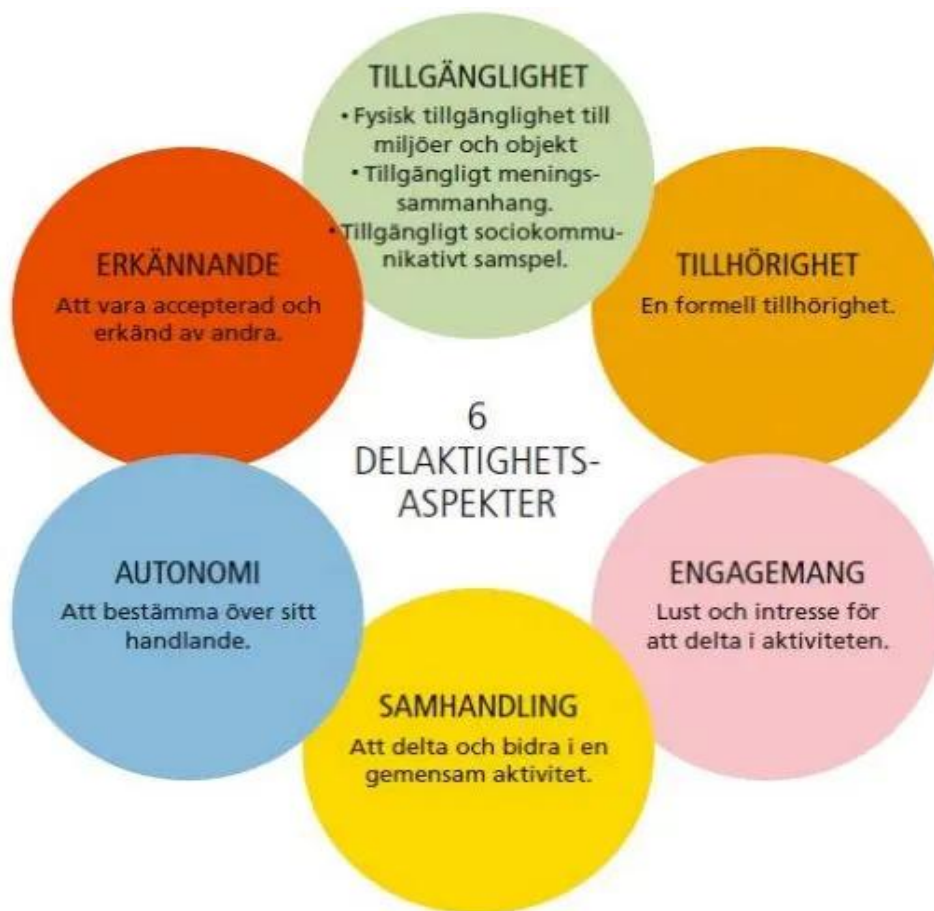 TILLGÄNGLIGHET
• Fysisk tillgänglighet till
miljöer och objekt
• Tillgängligt menings-
sammanhang.
• Tillgängligt sociokommu-
nikativt samspel.
ERKÄNNANDE
Att vara accepterad och
erkänd av andra.
TILLHÖRIGHET
En formell tillhörighet.
6
DELAKTIGHETS-
ASPEKTER
AUTONOMI
Att bestämma över sitt
handlande.
ENGAGEMANG
Lust och intresse för
att delta i aktiviteten.
SAMHANDLING
Att delta och bidra i en
gemensam aktivitet.